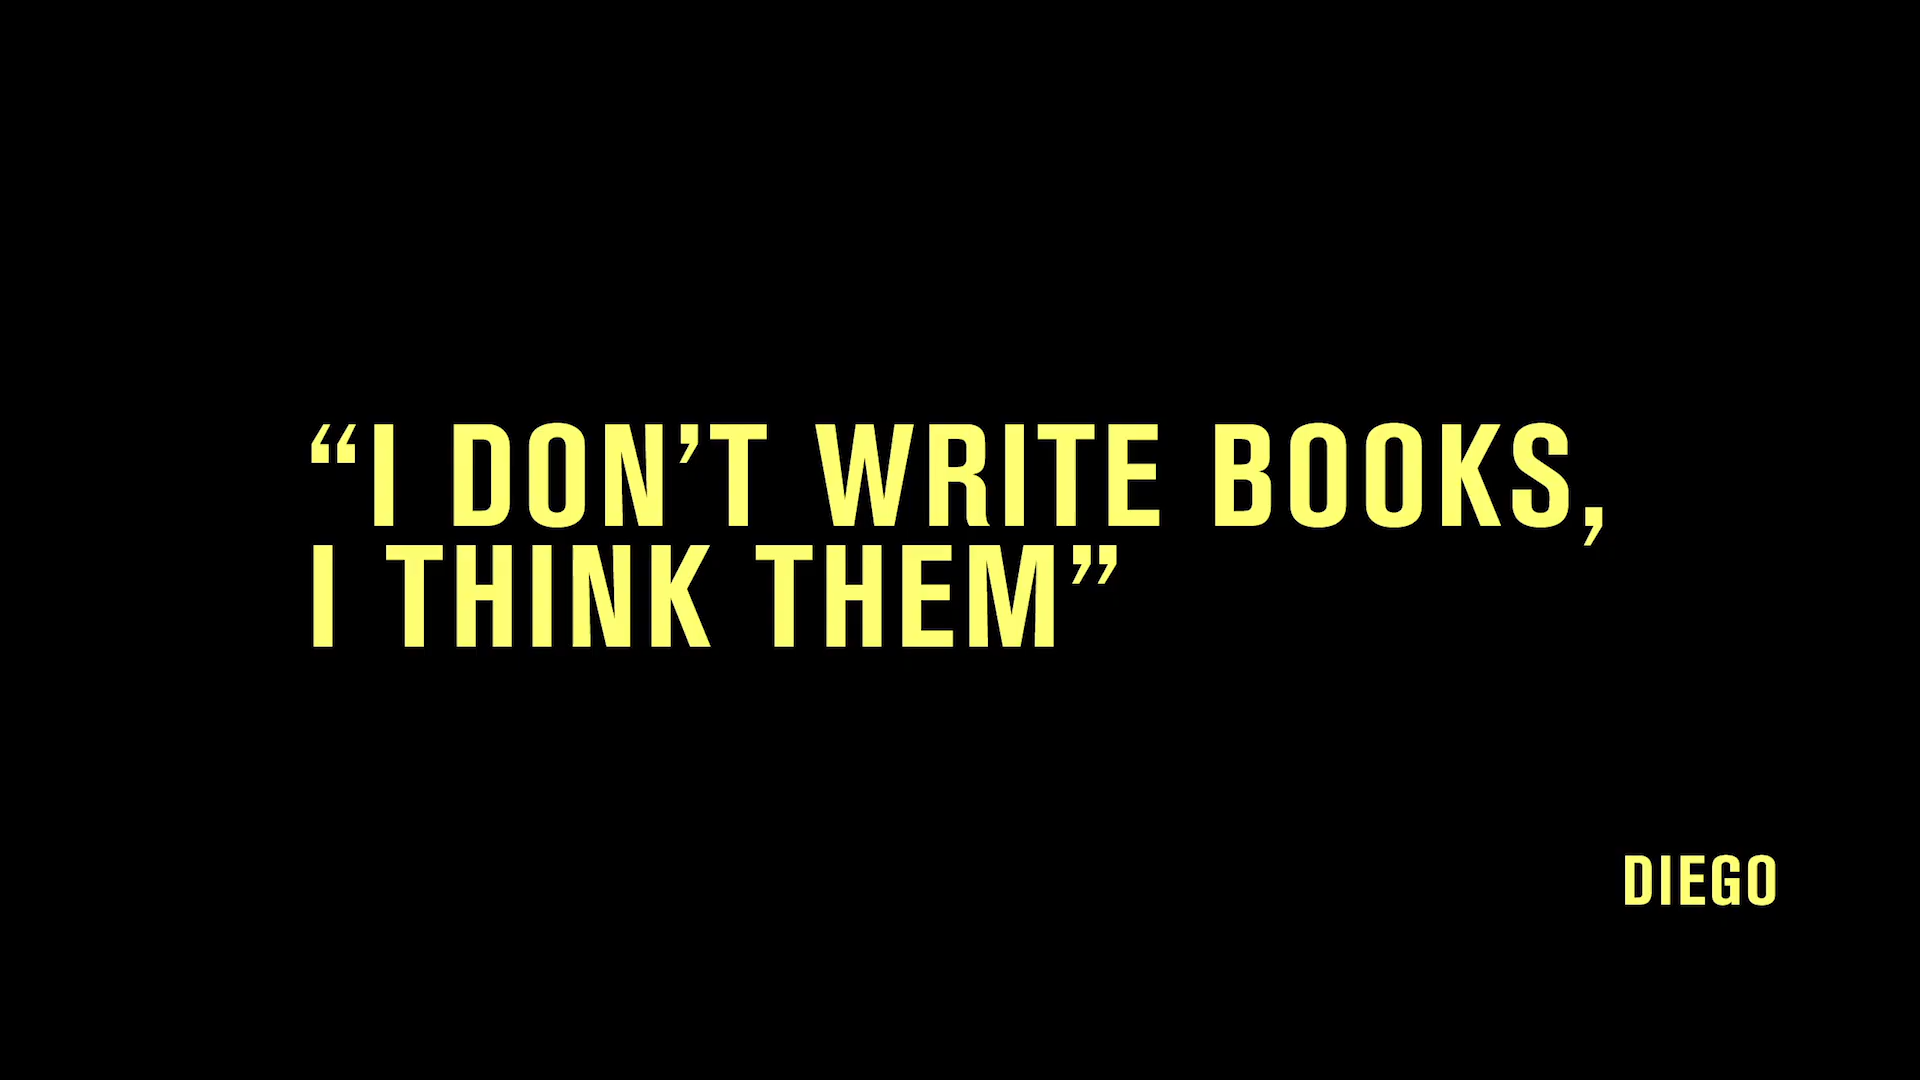 “I DON’T WRITE BOOKS,
I THINK THEM”
DIEGO